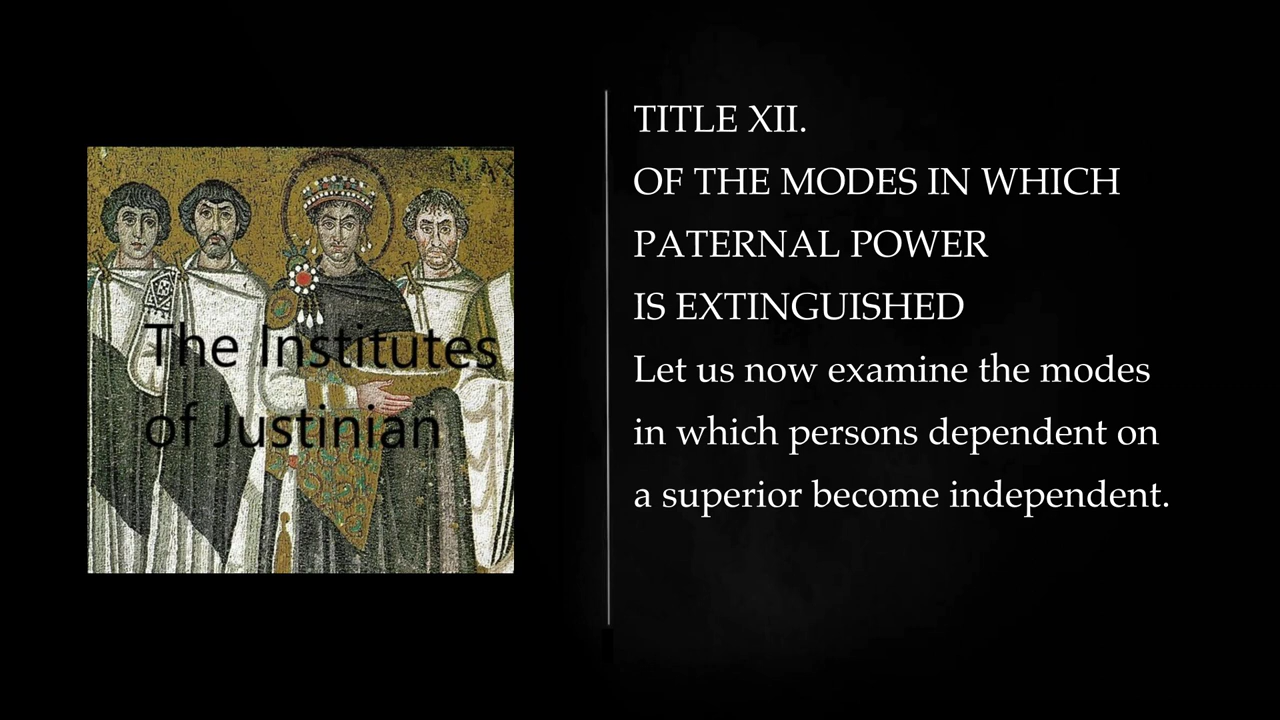 MAX
The Institutes
of Justinian
TITLE XII.
OF THE MODES IN WHICH
PATERNAL POWER
IS EXTINGUISHED
Let us now examine the modes
in which persons dependent on
a superior become independent.